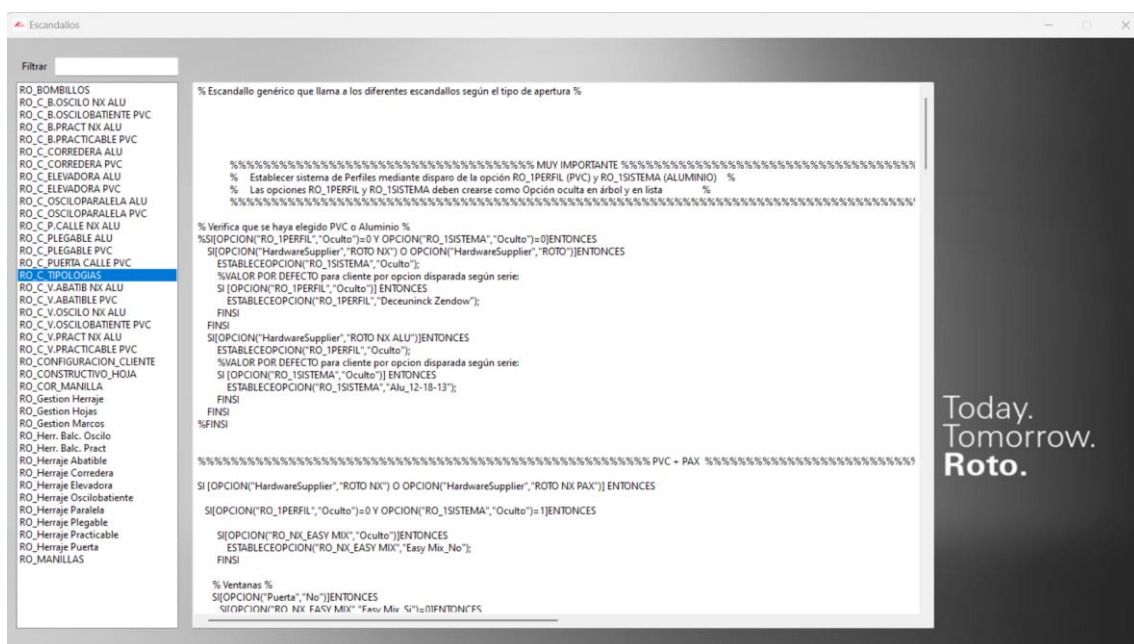 Escandallos
Filtrar
RO_BOMBILLOS
RO_C_B.OSCILO NX ALU
RO_C_B.OSCILOBATIENTE PVC
RO_C_B.PRACT NX ALU
RO_C_B.PRACTICABLE PVC
RO_C_CORREDERA ALU
RO_C_CORREDERA PVC
RO_C_ELEVADORA ALU
RO_C_ELEVADORA PVC
RO_C_OSCILOPARALELA ALU
RO_C_OSCILOPARALELA PVC
RO_C_P.CALLE NX ALU
RO_C_PLEGABLE ALU
RO_C_PLEGABLE PVC
RO_C_PUERTA CALLE PVC
RO_C_TIPOLOGIAS
RO_C_V.ABATIB NX ALU
RO_C_V.ABATIBLE PVC
RO_C_V.OSCILO NX ALU
RO_C_V.OSCILOBATIENTE PVC
RO_C_V.PRACT NX ALU
RO_C_V.PRACTICABLE PVC
RO_CONFIGURACION_CLIENTE
RO_CONSTRUCTIVO_HOJA
RO_COR_MANILLA
RO_Gestion Herraje
RO_Gestion Hojas
RO_Gestion Marcos
RO_Herr. Balc. Oscilo
RO_Herr. Balc. Pract
RO_Herraje Abatible
RO_Herraje Corredera
RO_Herraje Elevadora
RO_Herraje Oscilobatiente
RO_Herraje Paralela
RO_Herraje Plegable
RO_Herraje Practicable
RO_Herraje Puerta
RO_MANILLAS
% Escandallo genérico que llama a los diferentes escandallos según el tipo de apertura %
%%%%%%%%%%%%%%%%%%%%%%%%%%%%%%%%%%%%% MUY IMPORTANTE %%%%%%%%%%%%%%%%%%%%%%%%%%%%%%%%%%%%
% Establecer sistema de Perfiles mediante disparo de la opción RO_1PERFIL (PVC) y RO_1SISTEMA (ALUMINIO) %
% Las opciones RO_1PERFIL y RO_1SISTEMA deben crearse como Opción oculta en árbol y en lista %
%%%%%%%%%%%%%%%%%%%%%%%%%%%%%%%%%%%%%%%%%%%%%%%%%%%%%%%%%%%%%%%%%%%%%%%%%%%%%%%%%%%%%
% Verifica que se haya elegido PVC o Aluminio %
%SI[OPCION("RO_1PERFIL","Oculto")=0 Y OPCION("RO_1SISTEMA","Oculto")=0]ENTONCES
SI[OPCION("HardwareSupplier","ROTO NX") O OPCION("HardwareSupplier","ROTO")]ENTONCES
ESTABLECEOPCION("RO_1SISTEMA","Oculto");
%VALOR POR DEFECTO para cliente por opcion disparada según serie:
SI [OPCION("RO_1PERFIL","Oculto")] ENTONCES
ESTABLECEOPCION("RO_1PERFIL","Deceuninck Zendow");
FINSI
FINSI
SI[OPCION("HardwareSupplier","ROTO NX ALU")]ENTONCES
ESTABLECEOPCION("RO_1PERFIL","Oculto");
%VALOR POR DEFECTO para cliente por opcion disparada según serie:
SI [OPCION("RO_1SISTEMA","Oculto")] ENTONCES
ESTABLECEOPCION("RO_1SISTEMA","Alu_12-18-13");
FINSI
FINSI
%FINSI
%%%%%%%%%%%%%%%%%%%%%%%%%%%%%%%%%%%%%%%%%%%%%%%%%%%%%%% PVC + PAX %%%%%%%%%%%%%%%%%%%%%%%%%%
SI [OPCION("HardwareSupplier","ROTO NX") O OPCION("HardwareSupplier","ROTO NX PAX")] ENTONCES
SI[OPCION("RO_1PERFIL","Oculto")=0 Y OPCION("RO_1SISTEMA","Oculto")=1]ENTONCES
SI[OPCION("RO_NX_EASY MIX","Oculto")]ENTONCES
ESTABLECEOPCION("RO_NX_EASY MIX","Easy Mix_No");
FINSI
% Ventanas %
SI[OPCION("Puerta","No")]ENTONCES
SI[OPCION("RO_NX_EASY MIX","Easy Mix_Si")=0]ENTONCES
Today.
Tomorrow.
Roto.